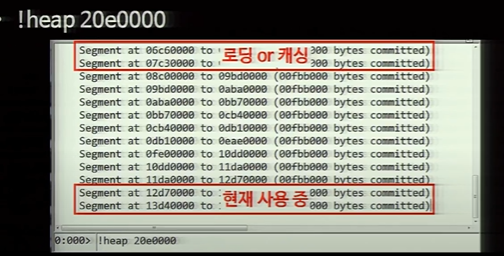 !heap 20e0000
Segment at 06c60000 to 로딩 or 캐싱 000 bytes committed)
Segment at 07c30000 to 000 bytes committed)
Segment at 08c00000 to 09bd0000 (00fbb000 bytes committed)
Segment at 09bd0000 to 0aba0000 (00fbb000 bytes committed)
Segment at 0aba0000 to 0bb70000 (00fbb000 bytes committed)
Segment at 0bb70000 to 0cb40000 (00fbb000 bytes committed)
Segment at 0cb40000 to 0db10000 (00fbb000 bytes committed)
Segment at 0db10000 to 0eae0000 (00fbb000 bytes committed)
Segment at 0fe00000 to 10dd0000 (00fbb000 bytes committed)
Segment at 10dd0000 to 11da0000 (00fbb000 bytes committed)
Segment at 11da0000 to 12d70000 (00fbb000 bytes committed)
Segment at 12d70000 to 현재 사용 중 000 bytes committed)
Segment at 13d40000 to 000 bytes committed)
0:000> !heap 20e0000